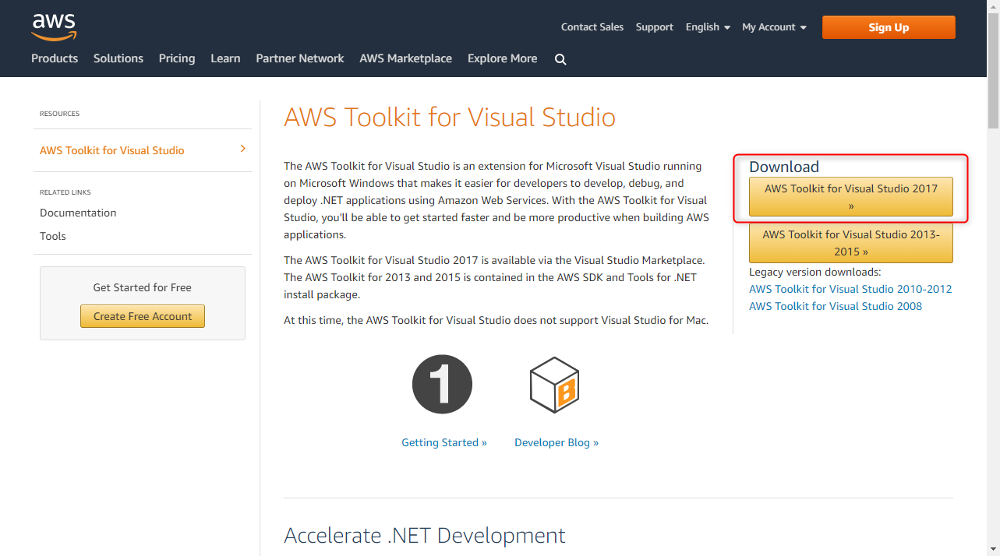 aws
Contact Sales Support English My Account Sign Up
Products Solutions Pricing Learn Partner Network AWS Marketplace Explore More
RESOURCES
AWS Toolkit for Visual Studio
RELATED LINKS
Documentation
Tools
Get Started for Free
Create Free Account
AWS Toolkit for Visual Studio
The AWS Toolkit for Visual Studio is an extension for Microsoft Visual Studio running
on Microsoft Windows that makes it easier for developers to develop, debug, and
deploy .NET applications using Amazon Web Services. With the AWS Toolkit for Visual
Studio, you'll be able to get started faster and be more productive when building AWS
applications.
The AWS Toolkit for Visual Studio 2017 is available via the Visual Studio Marketplace.
The AWS Toolkit for 2013 and 2015 is contained in the AWS SDK and Tools for .NET
install package.
At this time, the AWS Toolkit for Visual Studio does not support Visual Studio for Mac.
Download
AWS Toolkit for Visual Studio 2017
»
AWS Toolkit for Visual Studio 2013-
2015 »
Legacy version downloads:
AWS Toolkit for Visual Studio 2010-2012
AWS Toolkit for Visual Studio 2008
1
B
Getting Started »
Developer Blog »
Accelerate .NET Development